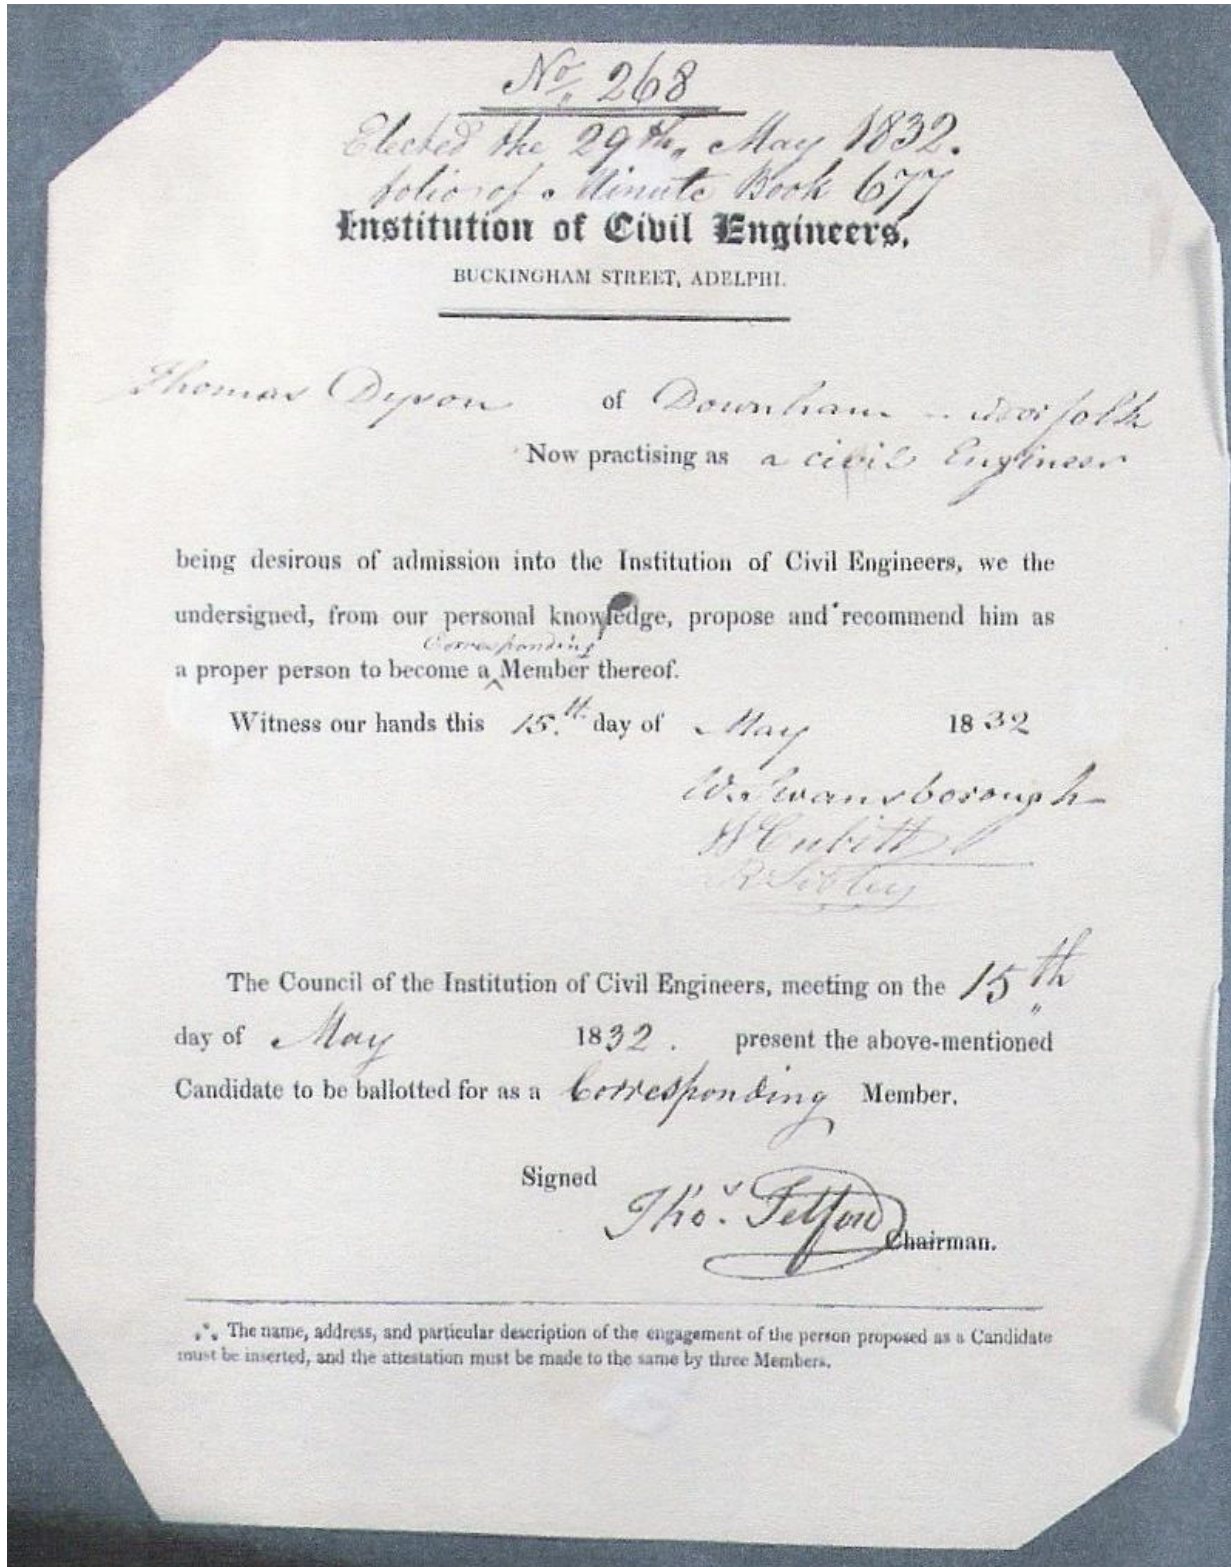 No. 268
Elected the 29th, May 1832.
folio of Minute Book 677
Institution of Civil Engineers,
BUCKINGHAM STREET, ADELPHI.
Thomas Dyson of Downham - Norfolk
Now practising as a civil Engineer
being desirous of admission into the Institution of Civil Engineers, we the
undersigned, from our personal knowledge, propose and recommend him as
Corresponding
a proper person to become a ‸ Member thereof.
Witness our hands this 15.th day of May 1832
W. Swansborough
W Cubitt
R Sibley
The Council of the Institution of Civil Engineers, meeting on the 15th
day of May 1832. present the above-mentioned
Candidate to be ballotted for as a Corresponding Member.
Signed
Thos. Telford
Chairman.
⁂ The name, address, and particular description of the engagement of the person proposed as a Candidate
must be inserted, and the attestation must be made to the same by three Members.